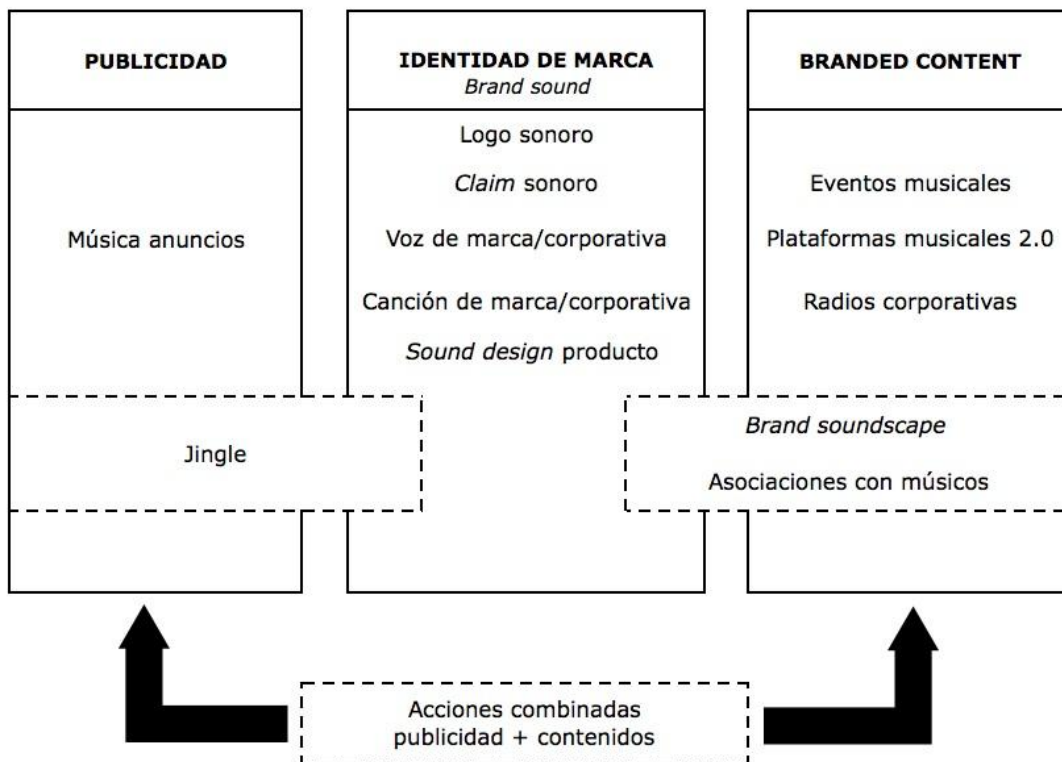 PUBLICIDAD
Música anuncios
Jingle
IDENTIDAD DE MARCA
Brand sound
Logo sonoro
Claim sonoro
Voz de marca/corporativa
Canción de marca/corporativa
Sound design producto
BRANDED CONTENT
Eventos musicales
Plataformas musicales 2.0
Radios corporativas
Brand soundscape
Asociaciones con músicos
Acciones combinadas
publicidad + contenidos